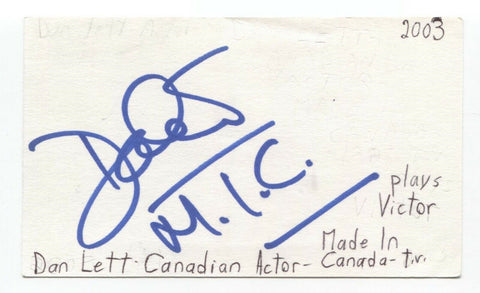 2003
M.I.C.
plays
Victor
Made In
Dan Lett - Canadian Actor - Canada - t.v.